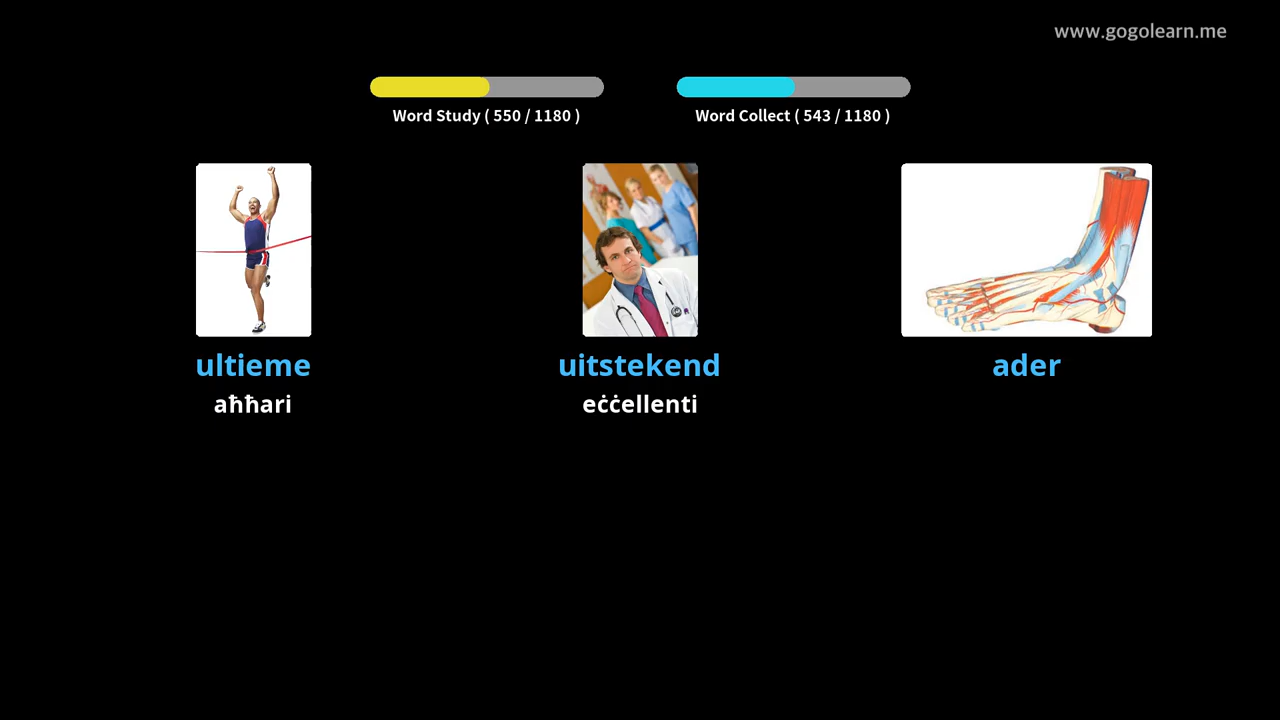 www.gogolearn.me
Word Study ( 550 / 1180 )
Word Collect ( 543 / 1180 )
ultieme
aħħari
uitstekend
eċċellenti
ader